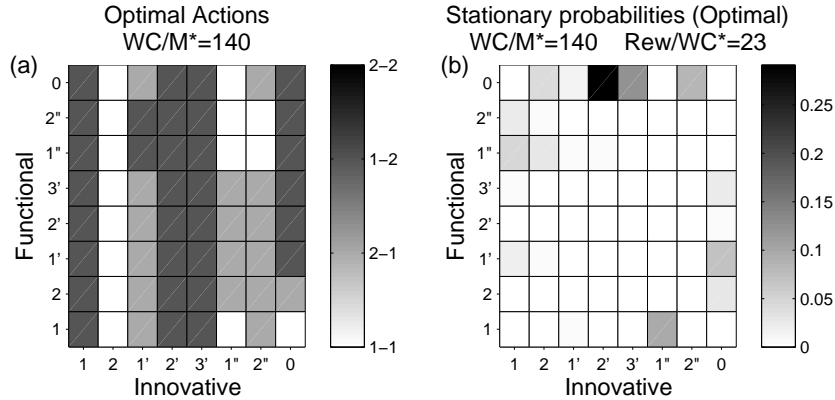 Optimal Actions
WC/M*=140
(a)
Functional
0
2"
1"
3'
2'
1'
2
1
1 2 1' 2' 3' 1" 2" 0
Innovative
2−2
1−2
2−1
1−1
Stationary probabilities (Optimal)
WC/M*=140 Rew/WC*=23
(b)
Functional
0
2"
1"
3'
2'
1'
2
1
1 2 1' 2' 3' 1" 2" 0
Innovative
0.25
0.2
0.15
0.1
0.05
0